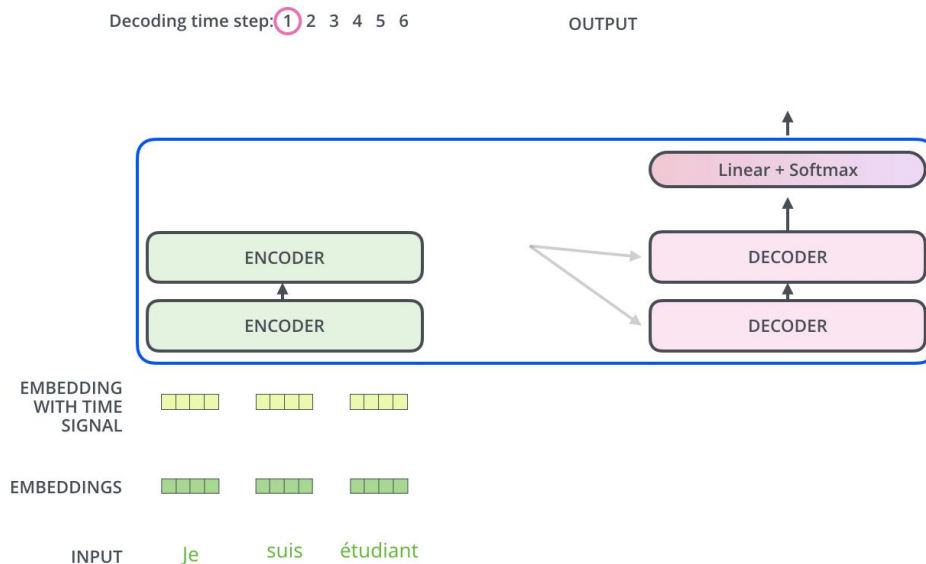 Decoding time step: 1 2 3 4 5 6
OUTPUT
Linear + Softmax
ENCODER
DECODER
ENCODER
DECODER
EMBEDDING
WITH TIME
SIGNAL
EMBEDDINGS
INPUT
Je
suis
étudiant